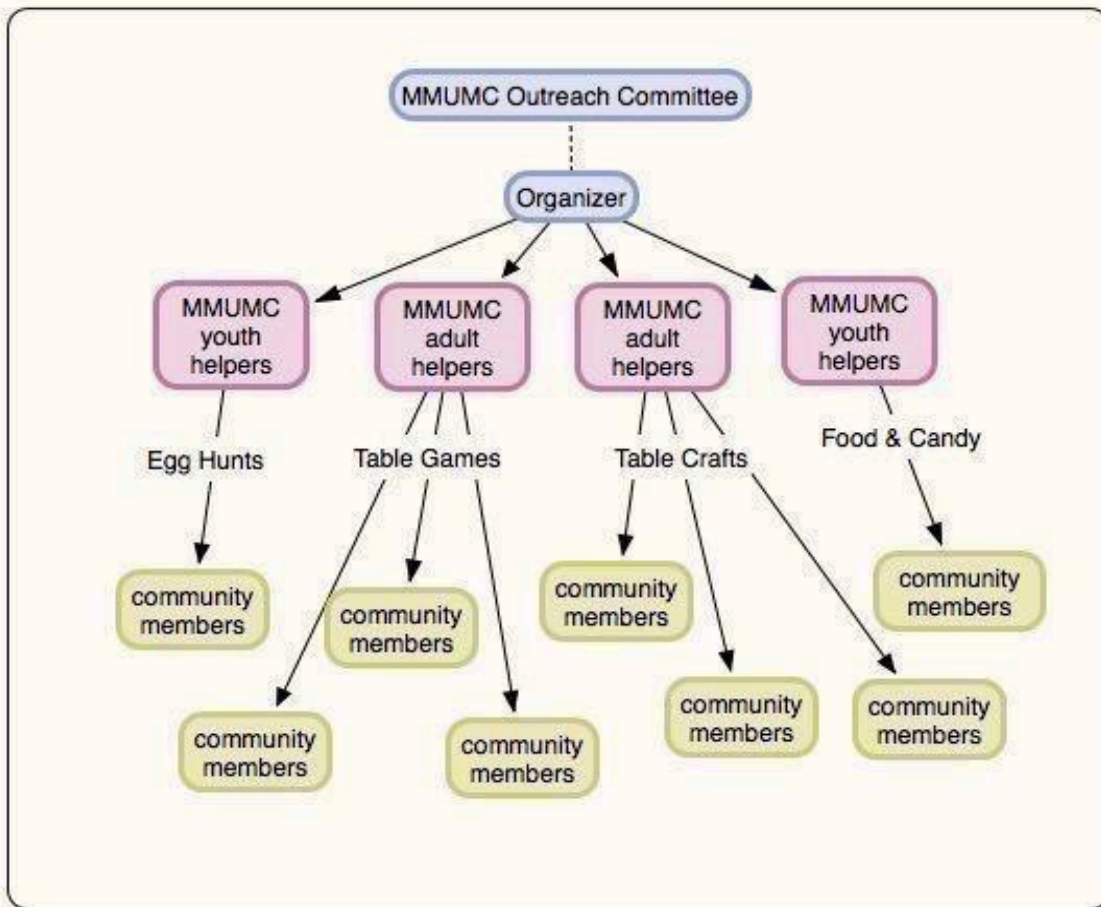 MMUMC Outreach Committee
Organizer
MMUMC
youth
helpers
MMUMC
adult
helpers
MMUMC
adult
helpers
MMUMC
youth
helpers
Egg Hunts
Table Games
Table Crafts
Food & Candy
community
members
community
members
community
members
community
members
community
members
community
members
community
members
community
members